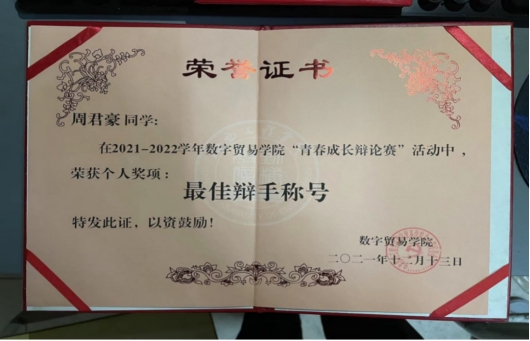 荣誉证书
周君豪同学：
在2021-2022学年数字贸易学院“青春成长辩论赛”活动中，
荣获个人奖项：
最佳辩手称号
特发此证，以资鼓励！
数字贸易学院
二〇二一年十二月十三日